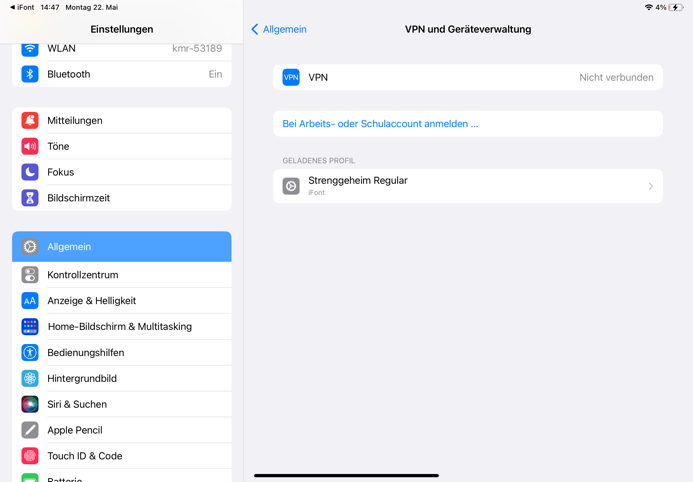 iFont 14:47 Montag 22. Mai
4%
Einstellungen
WLAN kmr-53189
Bluetooth Ein
Mitteilungen
Töne
Fokus
Bildschirmzeit
Allgemein
Kontrollzentrum
AA Anzeige & Helligkeit
Home-Bildschirm & Multitasking
Bedienungshilfen
Hintergrundbild
Siri & Suchen
Apple Pencil
Touch ID & Code
Batterie
Allgemein
VPN und Geräteverwaltung
VPN VPN Nicht verbunden
Bei Arbeits- oder Schulaccount anmelden ...
GELADENES PROFIL
Strenggeheim Regular
iFont